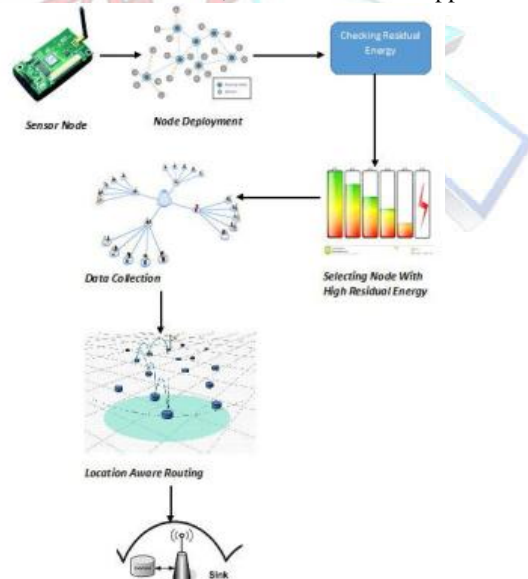 Checking Residual
Energy
Sensor Node
Node Deployment
Data Collection
Selecting Node With
High Residual Energy
Location Aware Routing
Sink